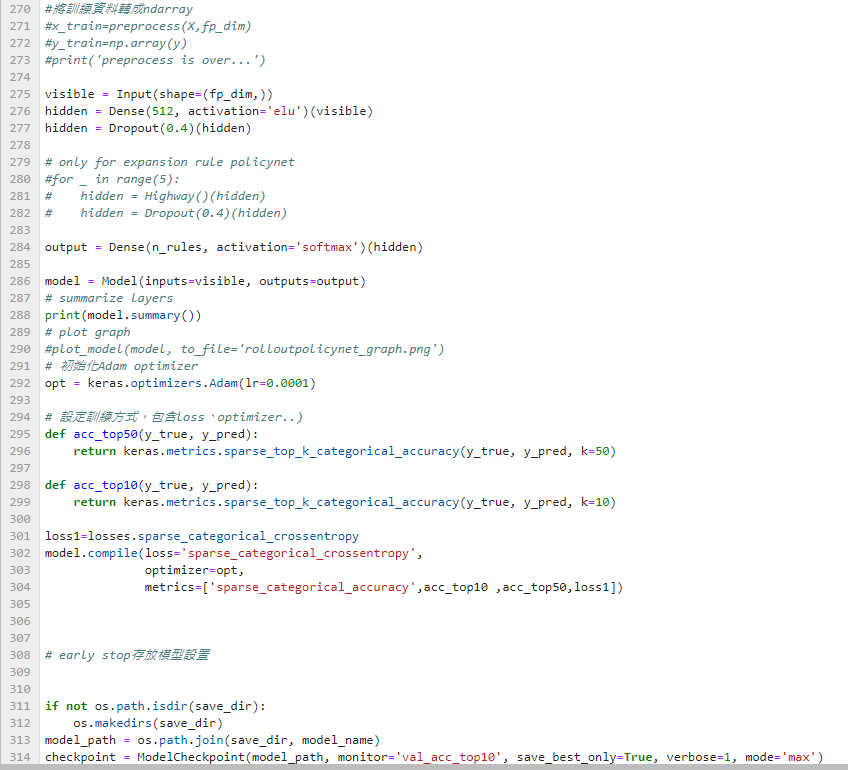 270 #將訓練資料轉成ndarray
271 #x_train=preprocess(X,fp_dim)
272 #y_train=np.array(y)
273 #print('preprocess is over...')
274
275 visible = Input(shape=(fp_dim,))
276 hidden = Dense(512, activation='elu')(visible)
277 hidden = Dropout(0.4)(hidden)
278
279 # only for expansion rule policynet
280 #for _ in range(5):
281 #    hidden = Highway()(hidden)
282 #    hidden = Dropout(0.4)(hidden)
283
284 output = Dense(n_rules, activation='softmax')(hidden)
285
286 model = Model(inputs=visible, outputs=output)
287 # summarize layers
288 print(model.summary())
289 # plot graph
290 #plot_model(model, to_file='rolloutpolicynet_graph.png')
291 # 初始化Adam optimizer
292 opt = keras.optimizers.Adam(lr=0.0001)
293
294 # 設定訓練方式，包含loss、optimizer..)
295 def acc_top50(y_true, y_pred):
296     return keras.metrics.sparse_top_k_categorical_accuracy(y_true, y_pred, k=50)
297
298 def acc_top10(y_true, y_pred):
299     return keras.metrics.sparse_top_k_categorical_accuracy(y_true, y_pred, k=10)
300
301 loss1=losses.sparse_categorical_crossentropy
302 model.compile(loss='sparse_categorical_crossentropy',
303               optimizer=opt,
304               metrics=['sparse_categorical_accuracy',acc_top10 ,acc_top50,loss1])
305
306
307
308 # early stop存放模型設置
309
310
311 if not os.path.isdir(save_dir):
312     os.makedirs(save_dir)
313 model_path = os.path.join(save_dir, model_name)
314 checkpoint = ModelCheckpoint(model_path, monitor='val_acc_top10', save_best_only=True, verbose=1, mode='max')